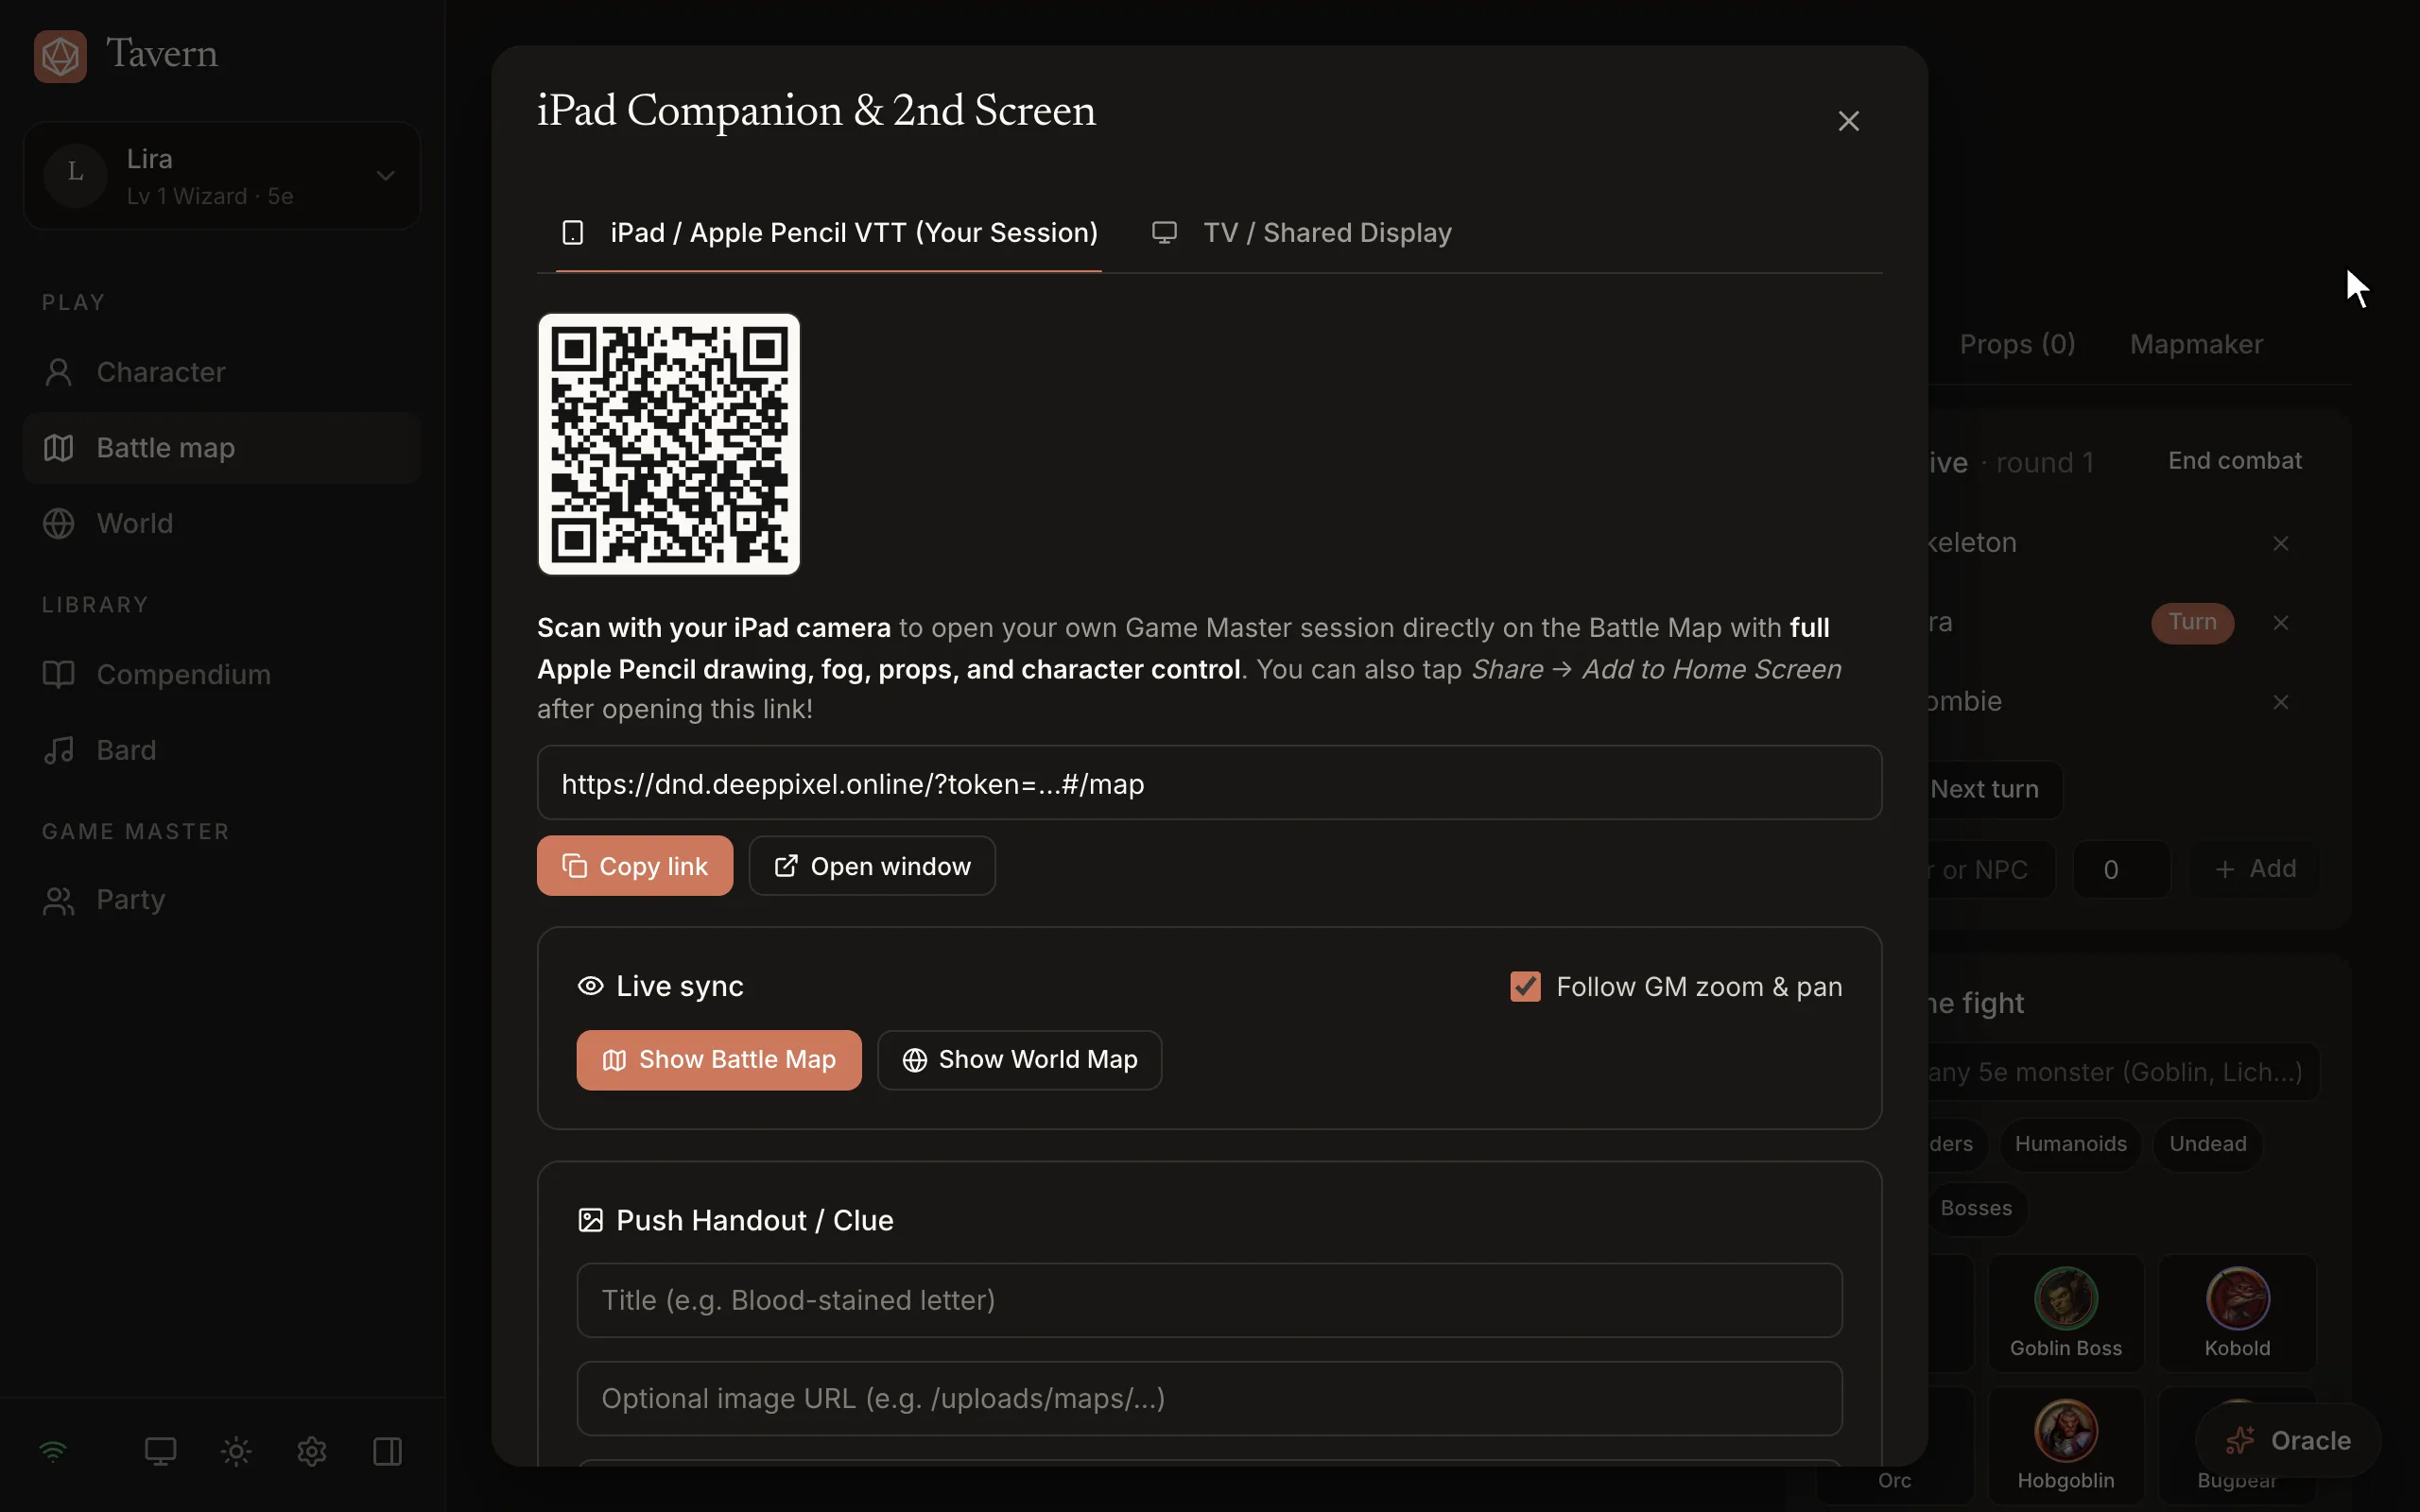 Tavern
L
Lira
Lv 1 Wizard · 5e
PLAY
Character
Battle map
World
LIBRARY
Compendium
Bard
GAME MASTER
Party
iPad Companion & 2nd Screen
iPad / Apple Pencil VTT (Your Session)
TV / Shared Display
Scan with your iPad camera to open your own Game Master session directly on the Battle Map with full
Apple Pencil drawing, fog, props, and character control. You can also tap Share → Add to Home Screen
after opening this link!
https://dnd.deeppixel.online/?token=...#/map
Copy link
Open window
Live sync
Follow GM zoom & pan
Show Battle Map
Show World Map
Push Handout / Clue
Title (e.g. Blood-stained letter)
Optional image URL (e.g. /uploads/maps/...)
Props (0)
Mapmaker
ive · round 1
End combat
keleton
ra
Turn
ombie
Next turn
r or NPC
0
+ Add
he fight
any 5e monster (Goblin, Lich...)
ders
Humanoids
Undead
Bosses
Goblin Boss
Kobold
Orc
Hobgoblin
Bugbear
Oracle